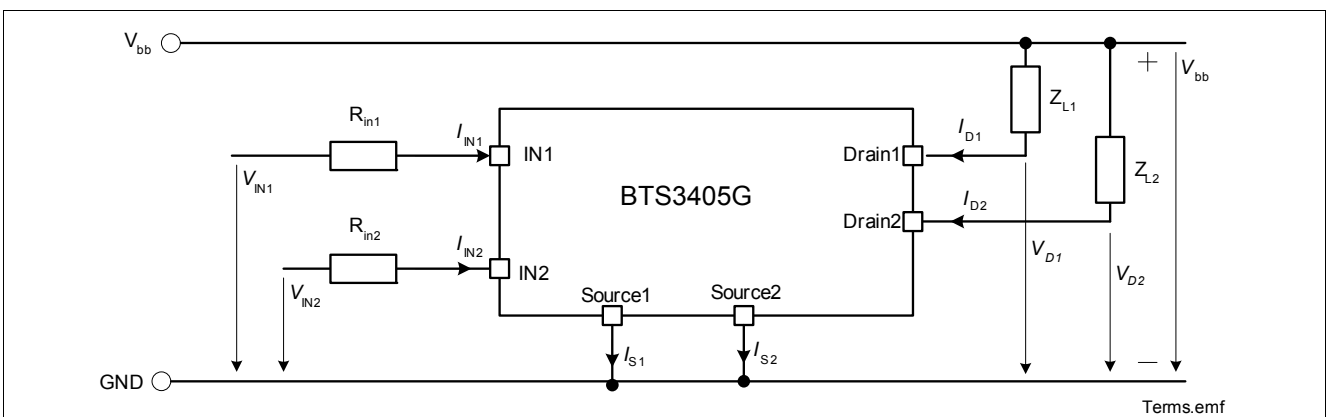 V_bb
V_bb
R_in1
Z_L1
I_IN1
I_D1
IN1
Drain1
V_IN1
BTS3405G
Z_L2
R_in2
I_IN2
I_D2
Drain2
V_D1
IN2
V_D2
V_IN2
Source1
Source2
I_S1
I_S2
GND
Terms.emf